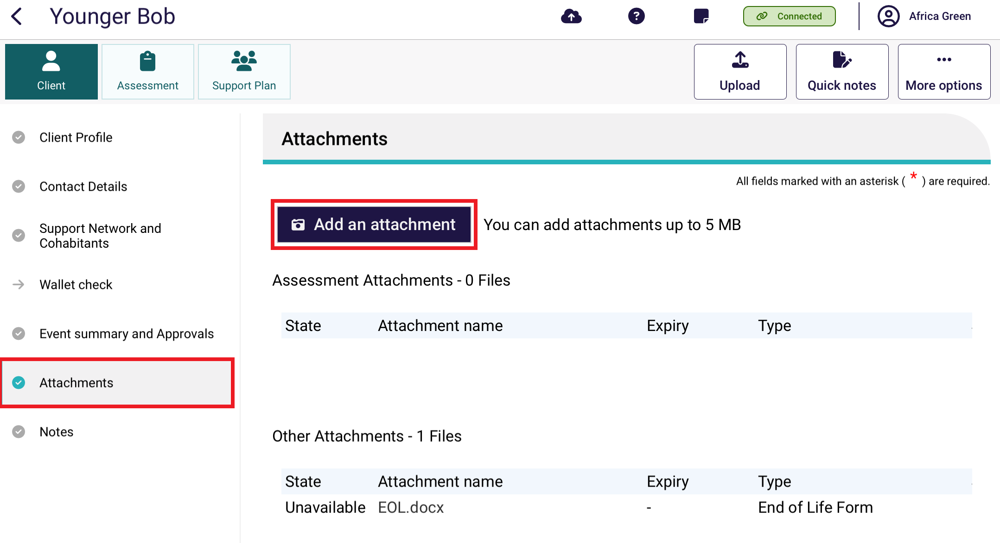 Younger Bob
Connected
Africa Green
Client
Assessment
Support Plan
Upload
Quick notes
More options
Client Profile
Contact Details
Support Network and
Cohabitants
Wallet check
Event summary and Approvals
Attachments
Notes
Attachments
All fields marked with an asterisk ( * ) are required.
Add an attachment
You can add attachments up to 5 MB
Assessment Attachments - 0 Files
State Attachment name Expiry Type
Other Attachments - 1 Files
State Attachment name Expiry Type
Unavailable EOL.docx - End of Life Form